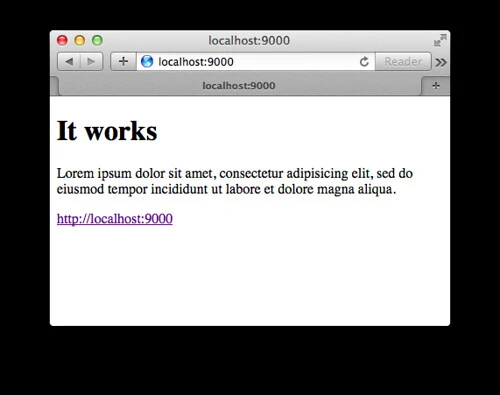 localhost:9000
localhost:9000
Reader
localhost:9000
It works
Lorem ipsum dolor sit amet, consectetur adipisicing elit, sed do
eiusmod tempor incididunt ut labore et dolore magna aliqua.
http://localhost:9000